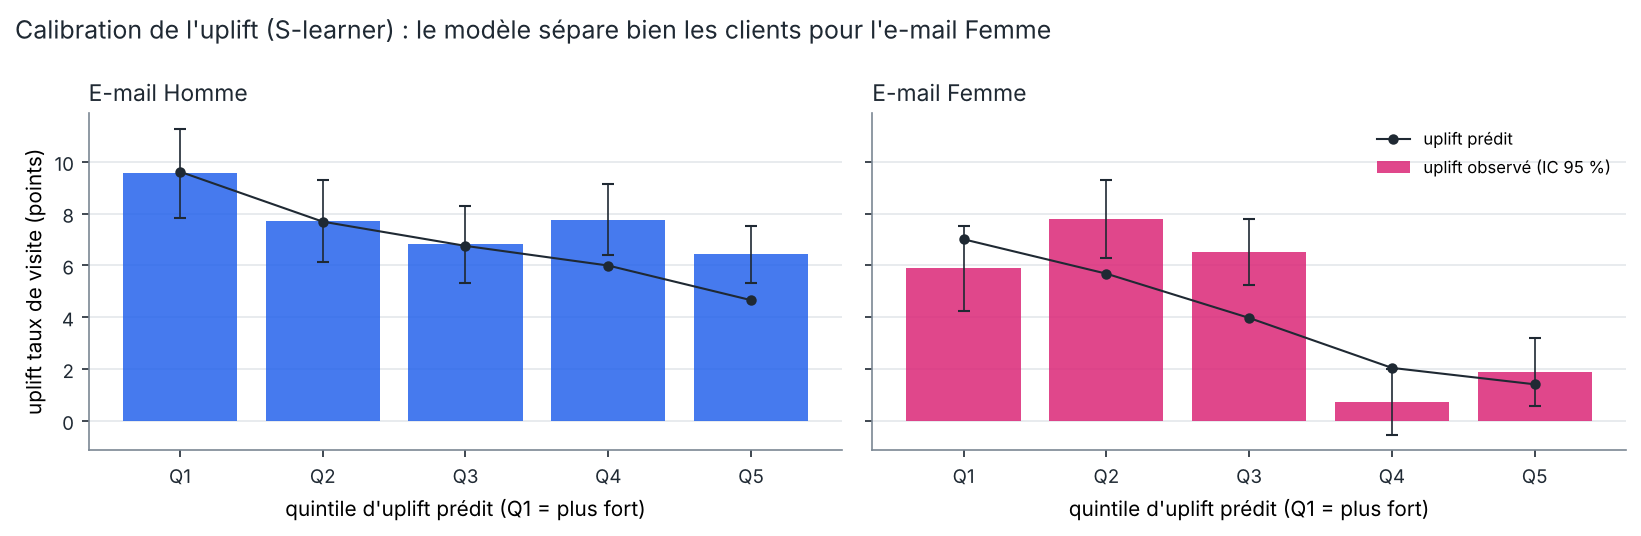 Calibration de l'uplift (S-learner) : le modèle sépare bien les clients pour l'e-mail Femme
E-mail Homme
uplift taux de visite (points)
10
8
6
4
2
0
Q1 Q2 Q3 Q4 Q5
quintile d'uplift prédit (Q1 = plus fort)
E-mail Femme
uplift prédit
uplift observé (IC 95 %)
Q1 Q2 Q3 Q4 Q5
quintile d'uplift prédit (Q1 = plus fort)